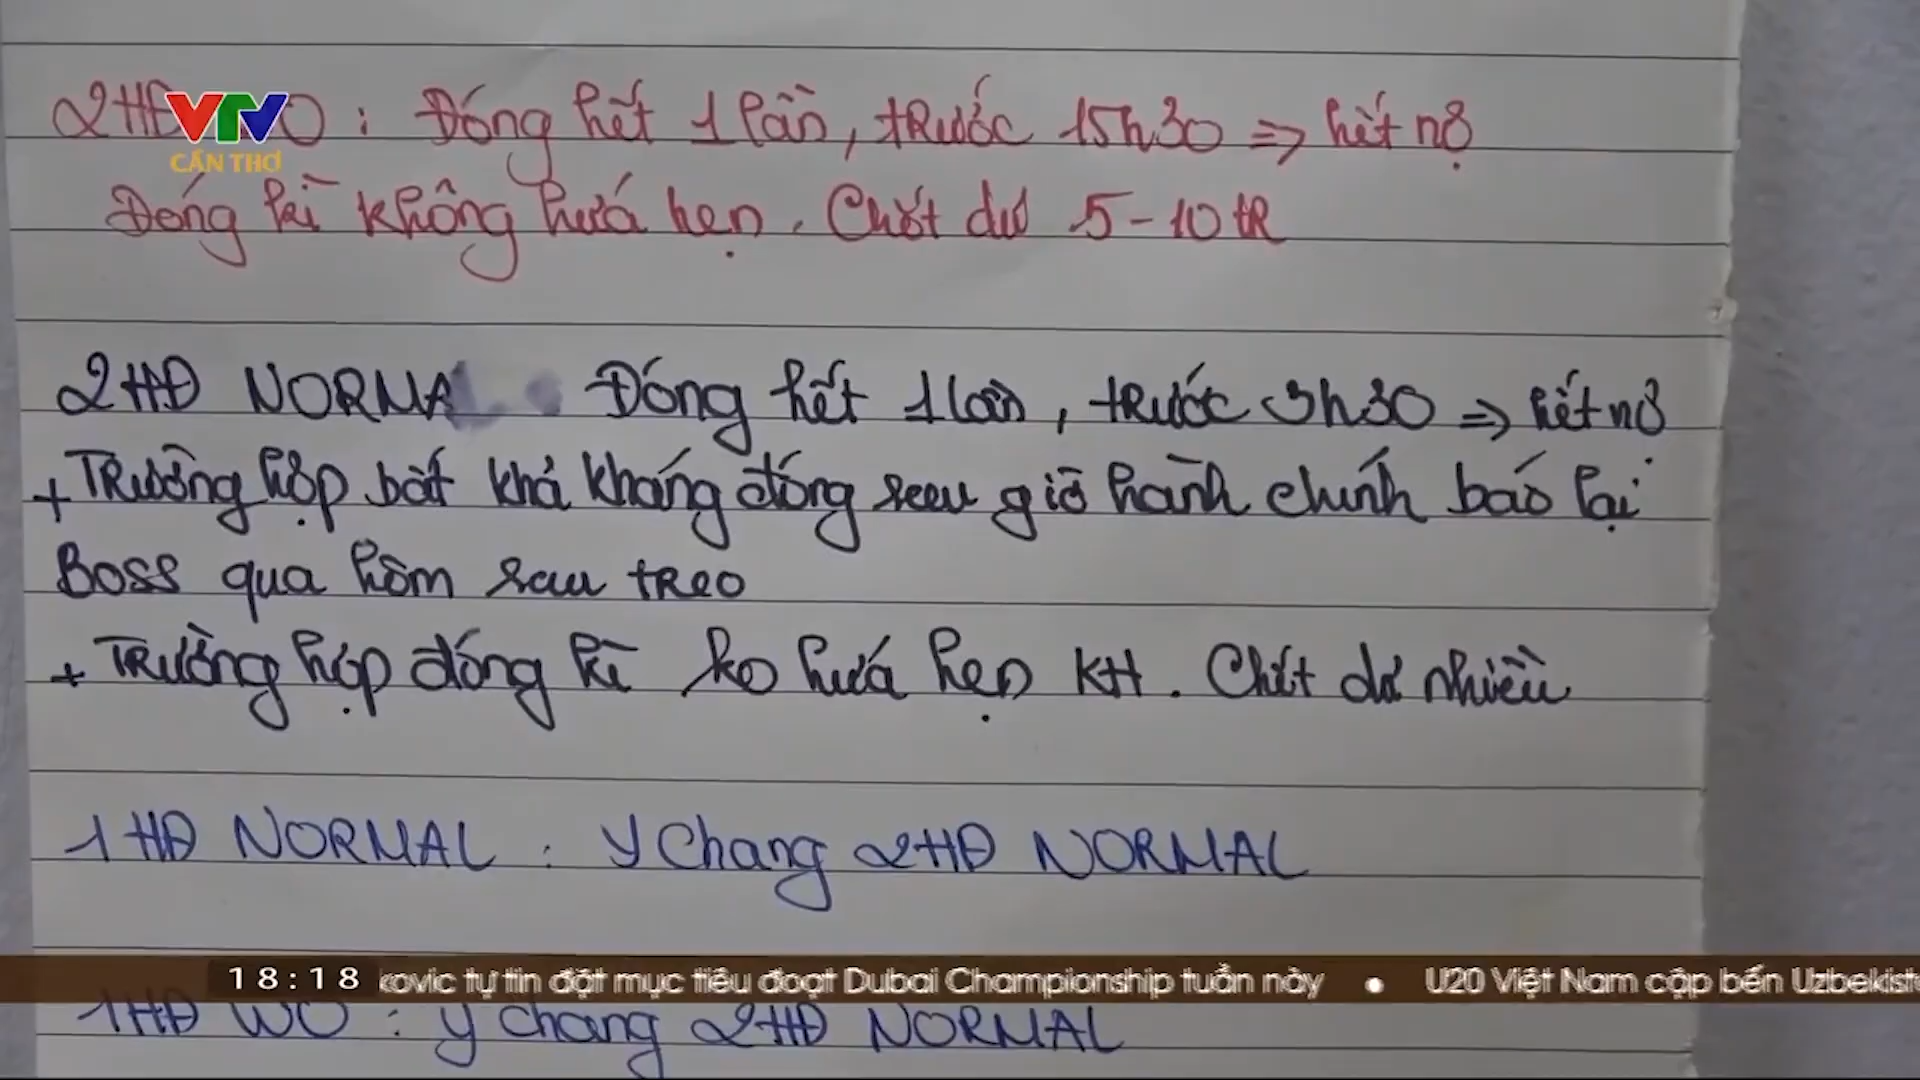 2HĐ WO : Đóng hết 1 lần, trước 15h30 => hết nợ
VTV
CẦN THƠ
Đóng kì không hứa hẹn. Chốt dư 5-10 tR
2HĐ NORMAL Đóng hết 1 lần, trước 3h30 => hết nợ
+ Trường hợp bất khả kháng đóng sau giờ hành chính báo lại
Boss qua hôm sau treo
+ Trường hợp đóng kì ko hứa hẹn KH. Chốt dư nhiều
1 HĐ NORMAL : Y Chang 2HĐ NORMAL
18:18 kovic tự tin đặt mục tiêu đoạt Dubai Championship tuần này • U20 Việt Nam cập bến Uzbekist
1HĐ WO : Y chang 2HĐ NORMAL